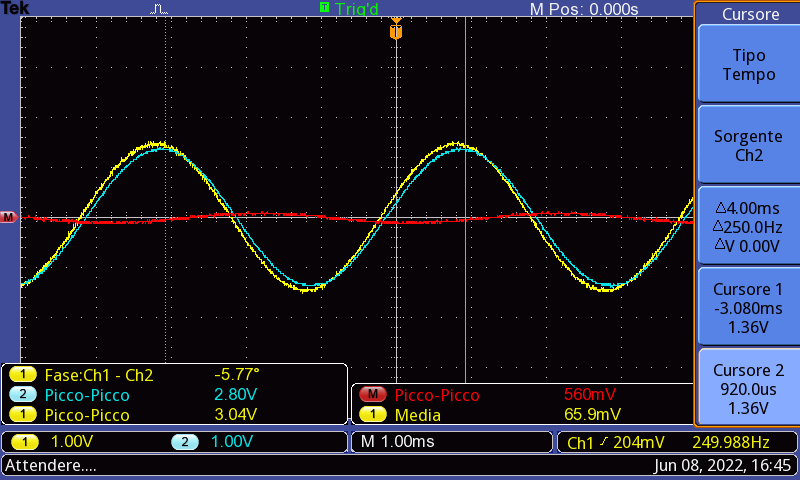 Tek T Trig'd M Pos: 0.000s
Cursore
T
Tipo
Tempo
Sorgente
Ch2
△4.00ms
△250.0Hz
△V 0.00V
M
Cursore 1
-3.080ms
1.36V
Cursore 2
920.0us
1.36V
1 Fase:Ch1 - Ch2 -5.77°
2 Picco-Picco 2.80V
1 Picco-Picco 3.04V
M Picco-Picco 560mV
1 Media 65.9mV
1 1.00V 2 1.00V
M 1.00ms
Ch1 204mV 249.988Hz
Attendere.... Jun 08, 2022, 16:45